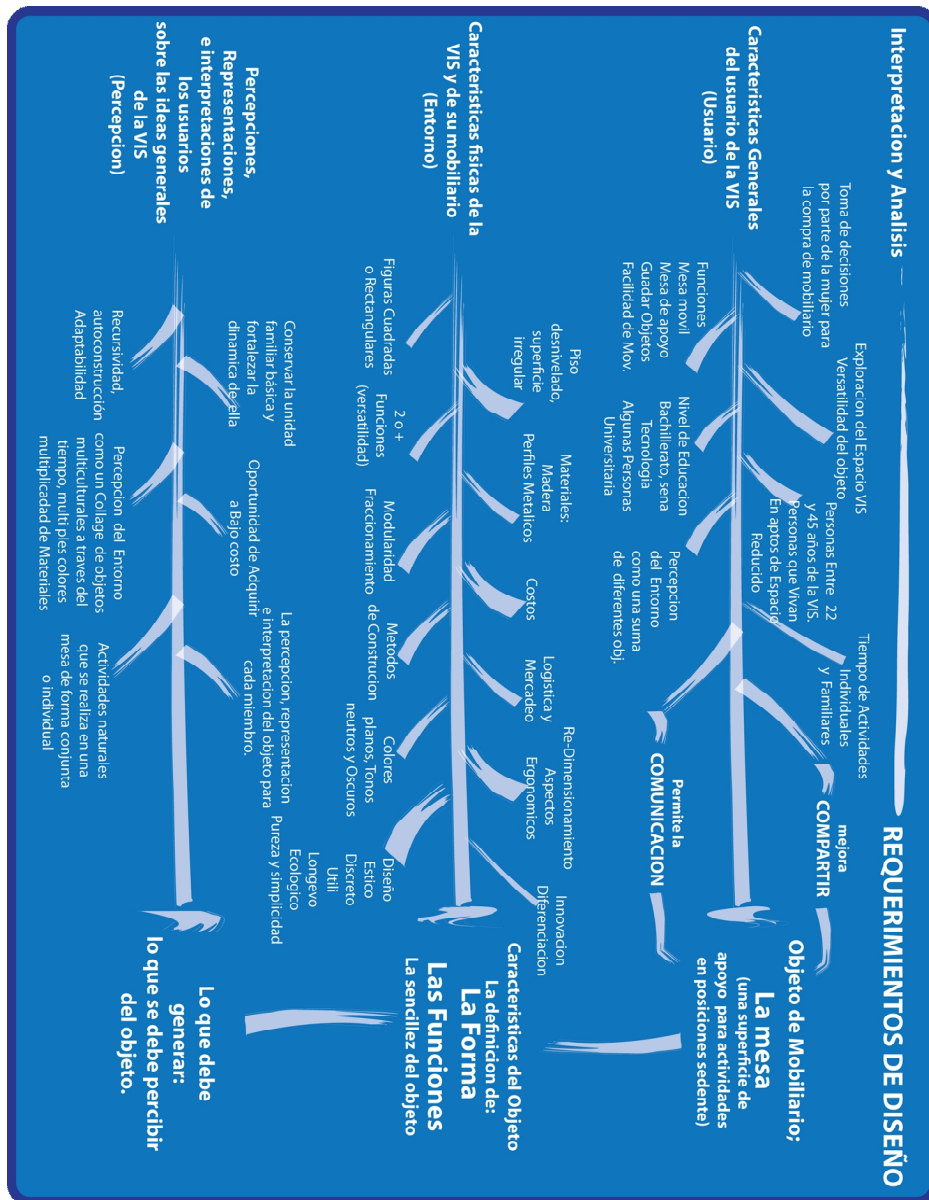 Interpretacion y Analisis
REQUERIMIENTOS DE DISEÑO
Caracteristicas Generales
del usuario de la VIS
(Usuario)
Toma de decisiones
por parte de la mujer para
la compra de mobiliario
Exploracion del Espacio VIS
Versatilidad del objeto
Personas Entre 22
y 45 años de la VIS.
Personas que Vivan
En aptos de Espacio
Reducido
Tiempo de Actividades
Individuales
y Familiares
mejora
COMPARTIR
Funciones
Mesa movil
Mesa de apoyo
Guadar Objetos
Facilidad de Mov.
Nivel de Educacion
Bachillerato, sena
Tecnologia
Algunas Personas
Universitaria
Percepcion
del Entorno
como una suma
de diferentes obj.
Permite la
COMUNICACION
Objeto de Mobiliario;
La mesa
(una superficie de
apoyo para actividades
en posiciones sedente)
Caracteristicas fisicas de la
VIS y de su mobiliario
(Entorno)
Piso
desnivelado,
superficie
irregular
Materiales:
Madera
Perfiles Metalicos
Costos
Logistica y
Mercadeo
Re-Dimensionamiento
Aspectos
Ergonomicos
Innovacion
Diferenciacion
Figuras Cuadradas
o Rectangulares
2 o +
Funciones
(versatilidad)
Modularidad
Fraccionamiento
Metodos
de Construcion
Colores
planos, Tonos
neutros y Oscuros
Diseño
Estico
Discreto
Utili
Longevo
Ecologico
Pureza y simplicidad
Caracteristicas del Objeto
La definicion de:
La Forma
Las Funciones
La sencillez del objeto
Percepciones,
Representaciones,
e interpretaciones de
los usuarios
sobre las ideas generales
de la VIS
(Percepcion)
Conservar la unidad
familiar básica y
fortalezar la
dinamica de ella
Oportunidad de Adquirir
a Bajo costo
La percepcion, representacion
e interpretacion del objeto para
cada miembro.
Recursividad,
autoconstrucción
Adaptabilidad
Percepcion del Entorno
como un Collage de objetos
multiculturales a traves del
tiempo, multi ples colores
multiplicadad de Materiales
Actividades naturales
que se realiza en una
mesa de forma conjunta
o individual
Lo que debe
generar:
lo que se debe percibir
del objeto.